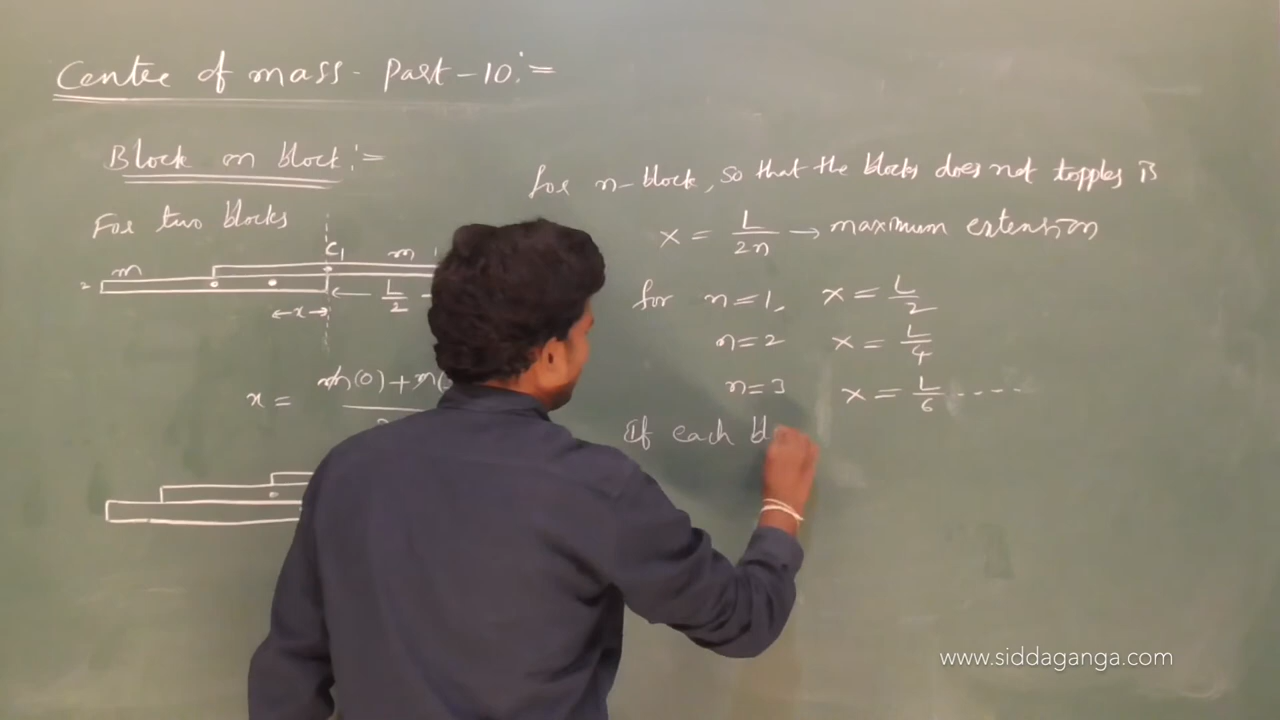 Centre of mass - Part - 10 :=
Block on block :=
For two blocks
m
C1
m
2
x
L/2
x = m(0) + m(
for n-block, so that the blocks does not topples is
x = L/2n → maximum extension
for n=1, x = L/2
n=2 x = L/4
n=3 x = L/6 ----
If each bl
www.siddaganga.com